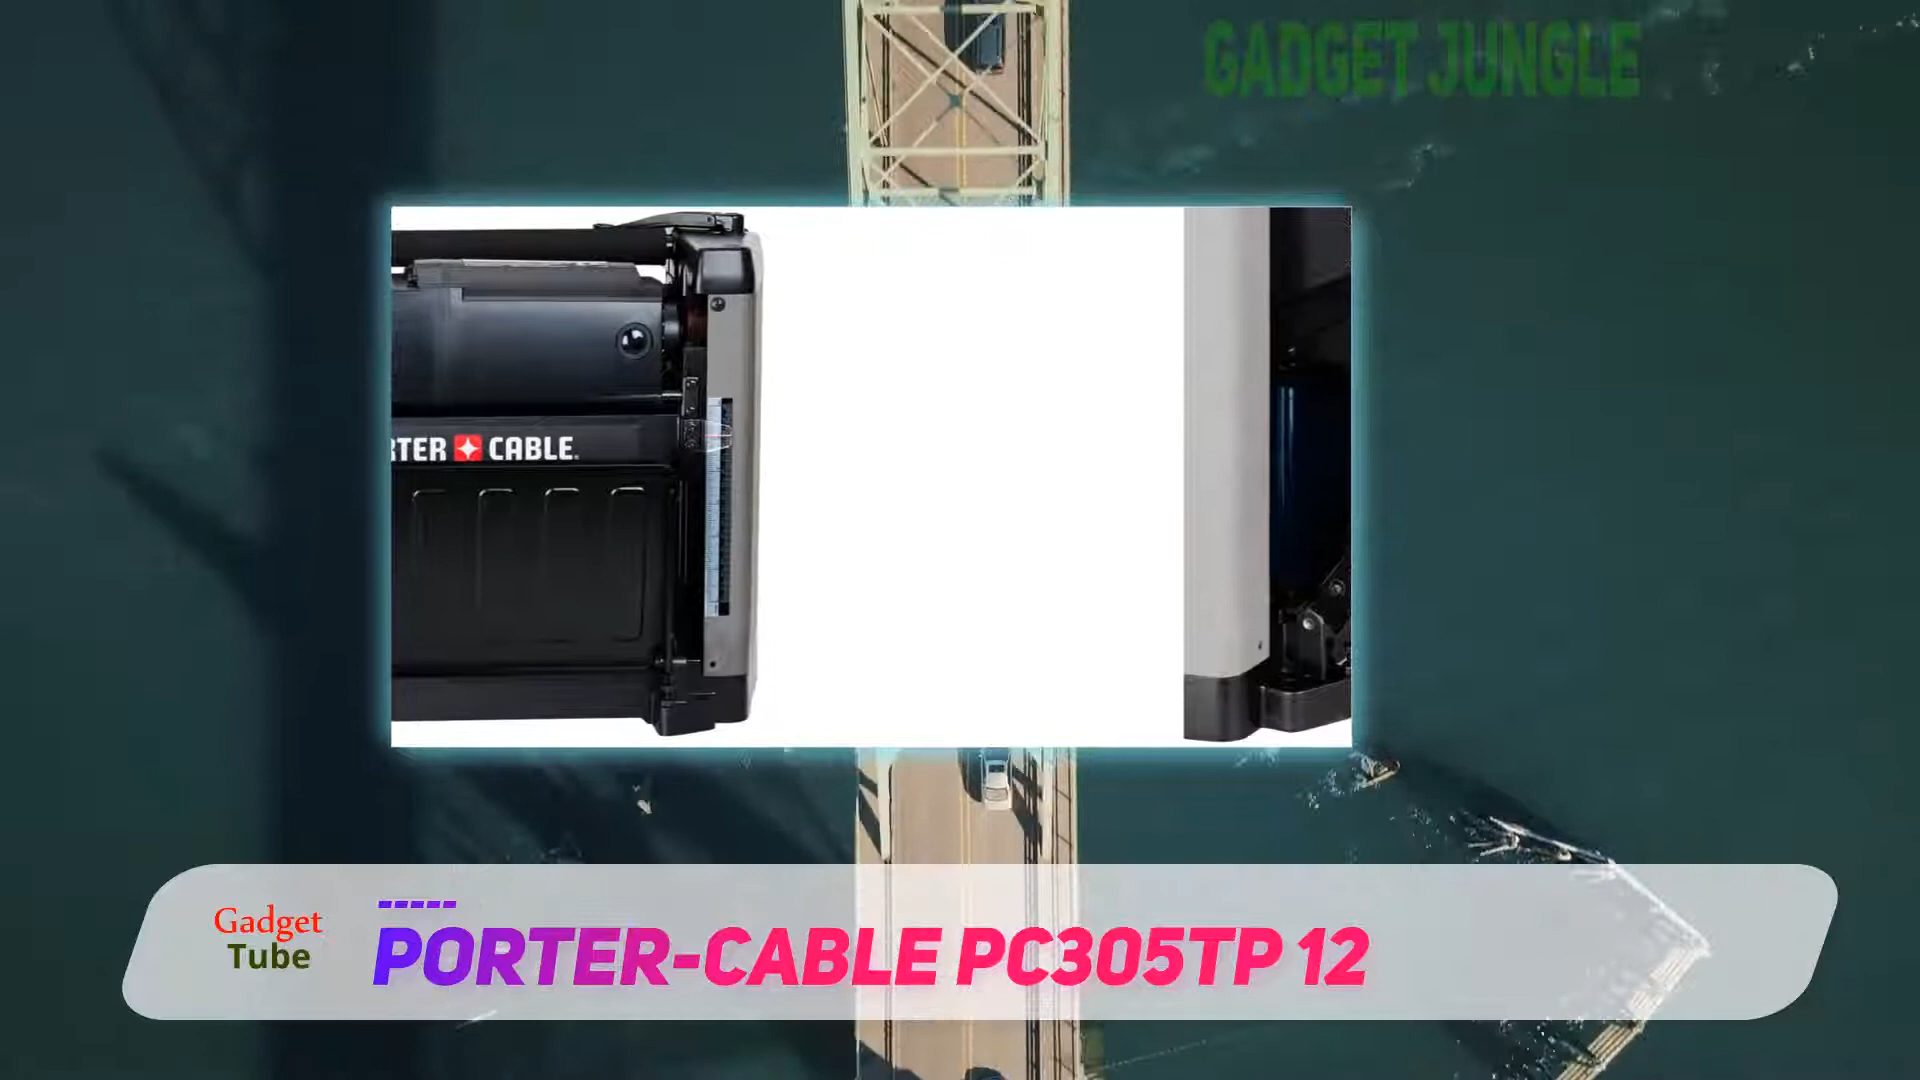 GADGET JUNGLE
RTER CABLE.
Gadget
Tube
PORTER-CABLE PC305TP 12